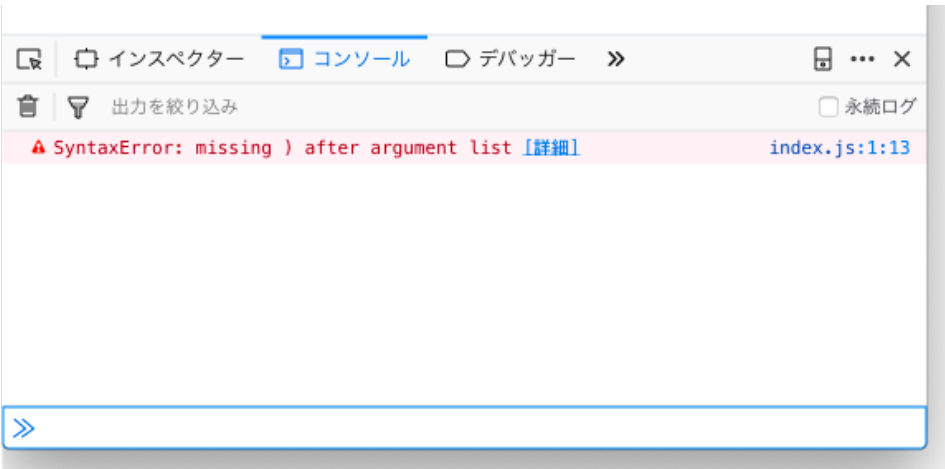 インスペクター コンソール デバッガー
出力を絞り込み 永続ログ
SyntaxError: missing ) after argument list [詳細] index.js:1:13